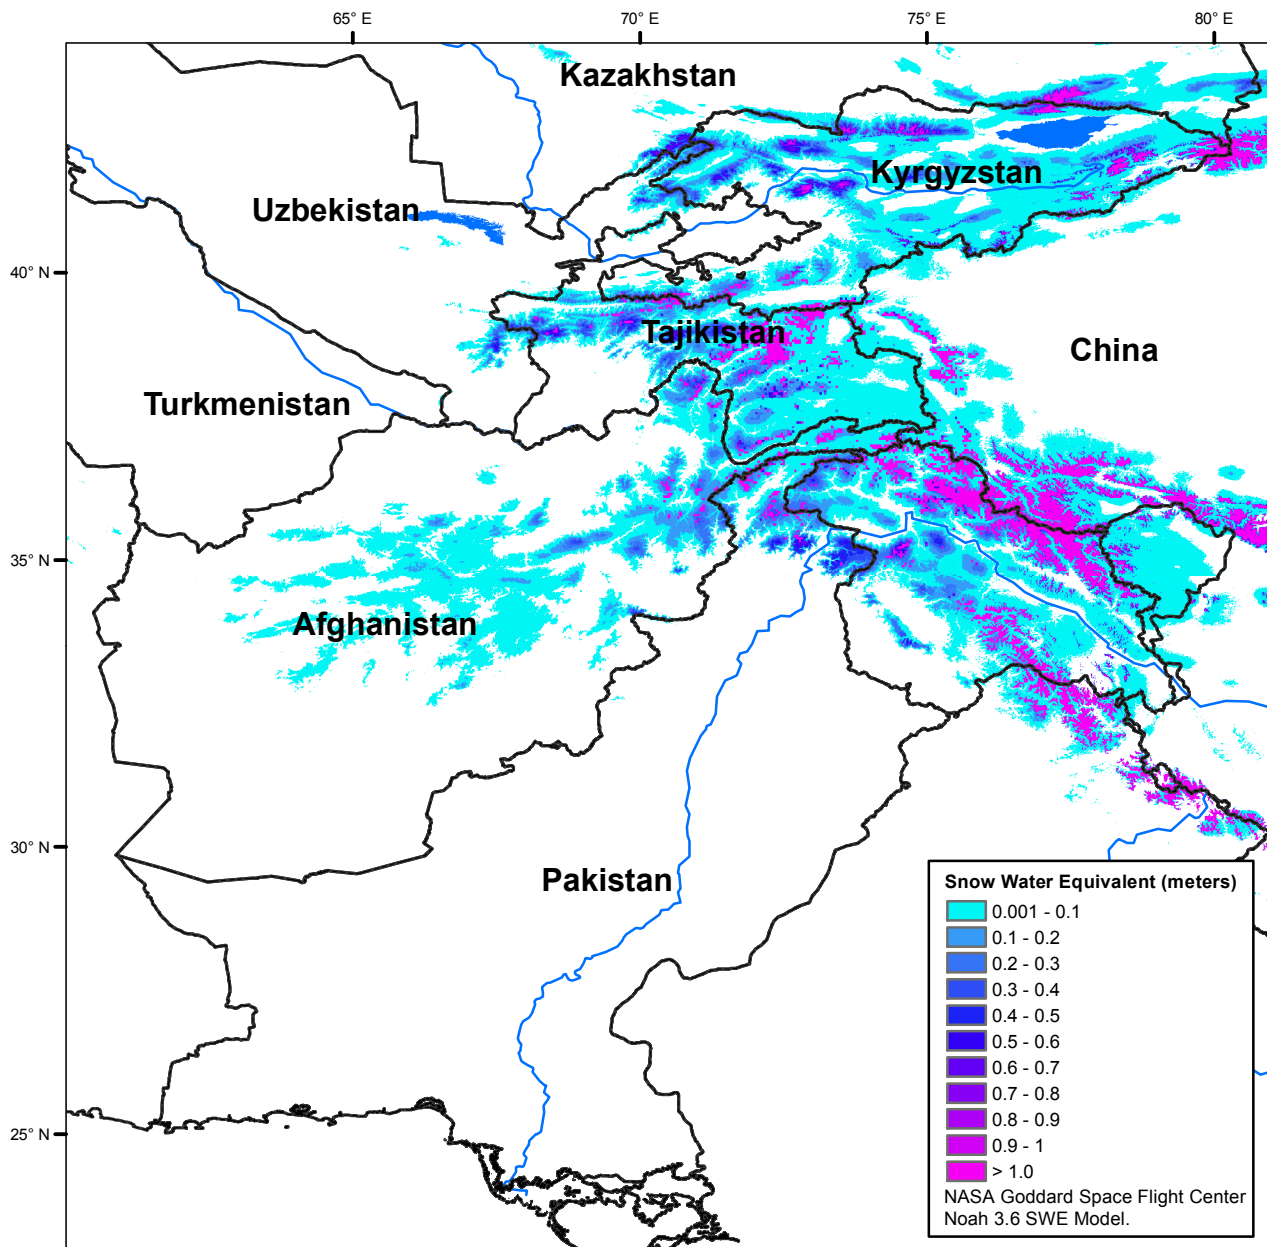 65° E
70° E
75° E
80° E
Kazakhstan
Kyrgyzstan
Uzbekistan
40° N
Tajikistan
China
Turkmenistan
35° N
Afghanistan
30° N
Pakistan
Snow Water Equivalent (meters)
0.001 - 0.1
0.1 - 0.2
0.2 - 0.3
0.3 - 0.4
0.4 - 0.5
0.5 - 0.6
0.6 - 0.7
0.7 - 0.8
0.8 - 0.9
0.9 - 1
> 1.0
25° N
NASA Goddard Space Flight Center
Noah 3.6 SWE Model.